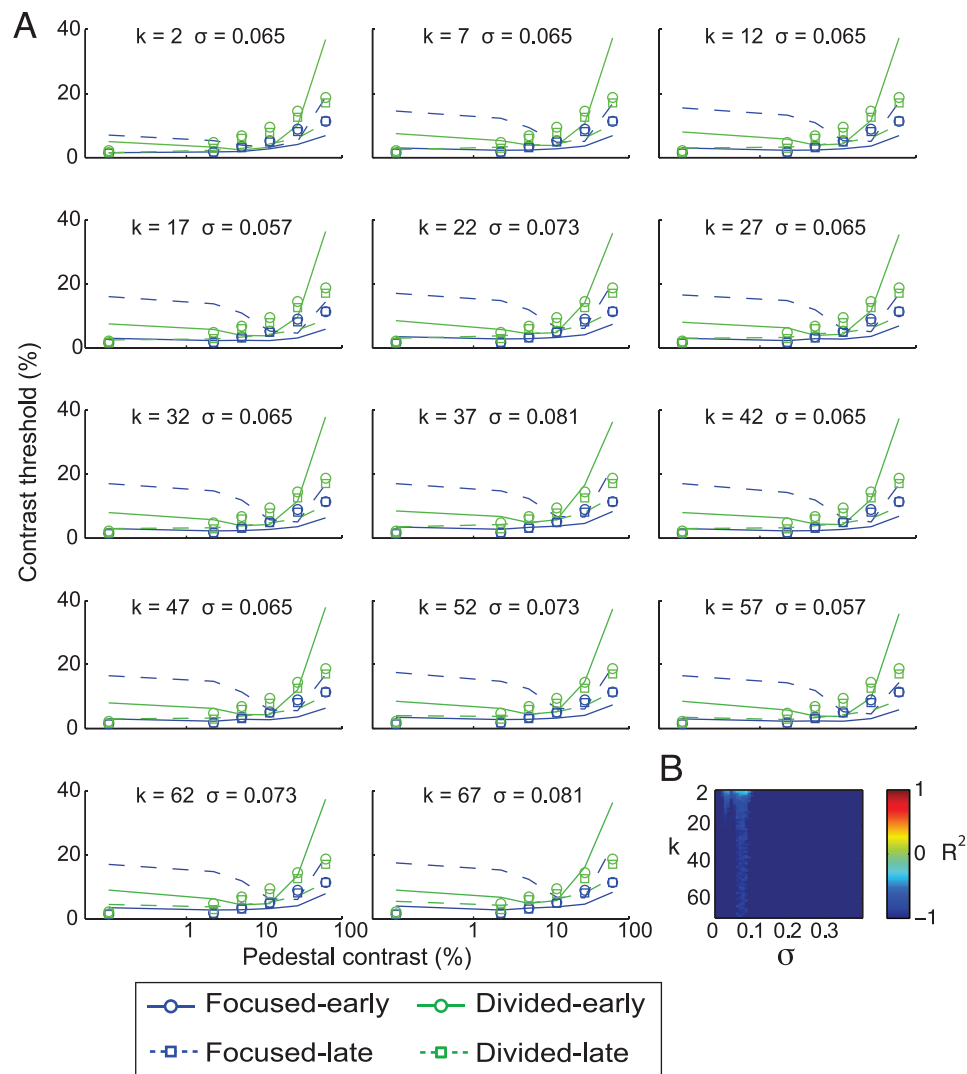 A
k = 2 σ = 0.065
k = 7 σ = 0.065
k = 12 σ = 0.065
40
20
0
k = 17 σ = 0.057
k = 22 σ = 0.073
k = 27 σ = 0.065
40
20
0
k = 32 σ = 0.065
k = 37 σ = 0.081
k = 42 σ = 0.065
40
20
0
k = 47 σ = 0.065
k = 52 σ = 0.073
k = 57 σ = 0.057
40
20
0
k = 62 σ = 0.073
k = 67 σ = 0.081
40
20
0
1 10 100
1 10 100
Contrast threshold (%)
Pedestal contrast (%)
B
2
20
40
60
k
0 0.1 0.2 0.3
σ
1
0
−1
R²
Focused-early
Divided-early
Focused-late
Divided-late